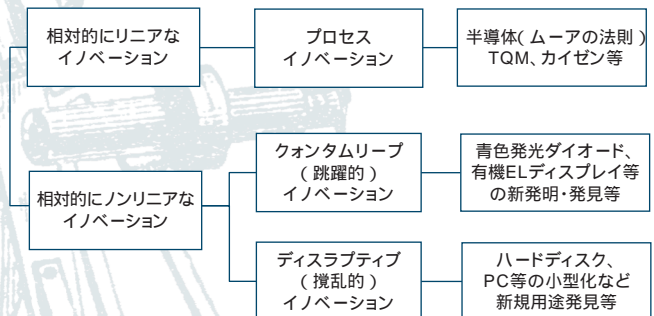 相対的にリニアな
イノベーション
プロセス
イノベーション
半導体(ムーアの法則)
TQM、カイゼン等
相対的にノンリニアな
イノベーション
クォンタムリープ
(跳躍的)
イノベーション
青色発光ダイオード、
有機ELディスプレイ等
の新発明・発見等
ディスラプティブ
(撹乱的)
イノベーション
ハードディスク、
PC等の小型化など
新規用途発見等